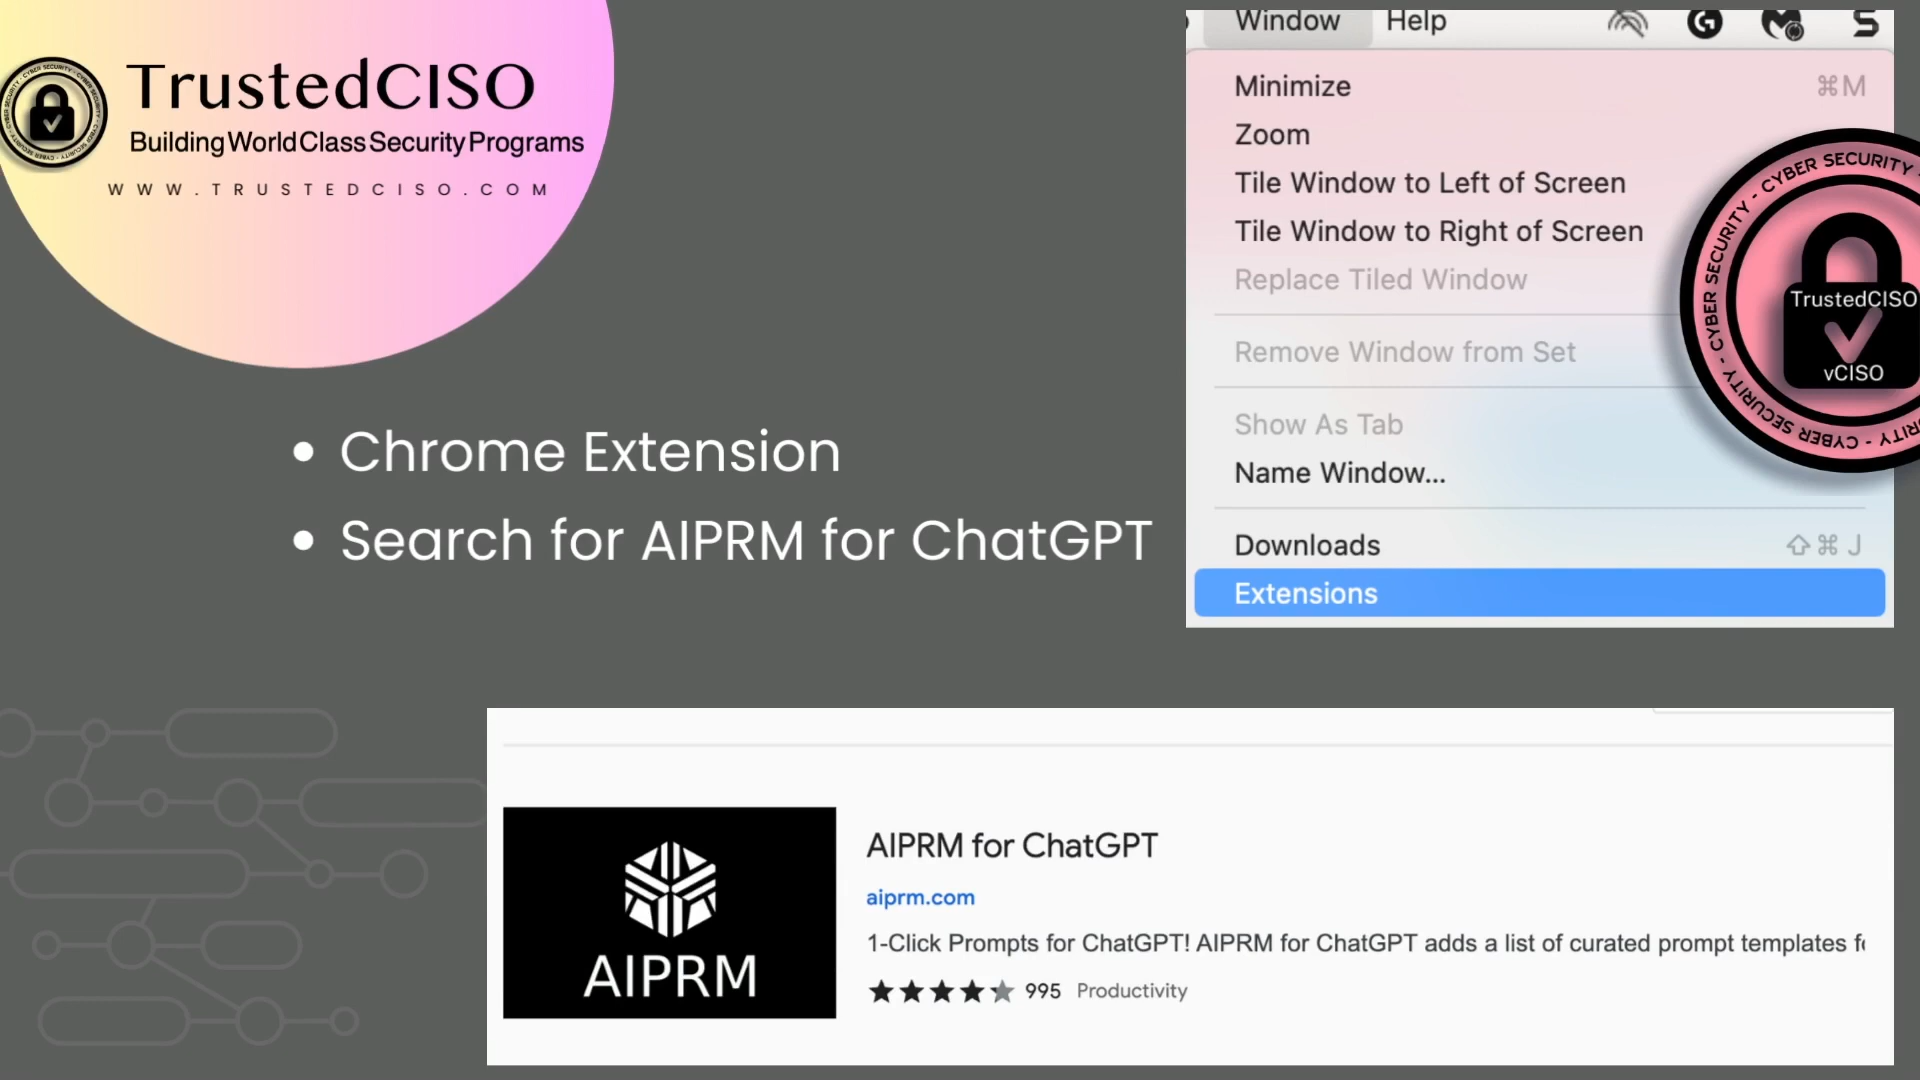 TrustedCISO
Building World Class Security Programs
WWW.TRUSTEDCISO.COM
Chrome Extension
Search for AIPRM for ChatGPT
Window Help
Minimize ⌘M
Zoom
Tile Window to Left of Screen
Tile Window to Right of Screen
Replace Tiled Window
Remove Window from Set
Show As Tab
Name Window...
Downloads ⇧⌘J
Extensions
CYBER SECURITY - CYBER SECURITY - CYBER SECURITY
TrustedCISO
vCISO
AIPRM
AIPRM for ChatGPT
aiprm.com
1-Click Prompts for ChatGPT! AIPRM for ChatGPT adds a list of curated prompt templates
995 Productivity